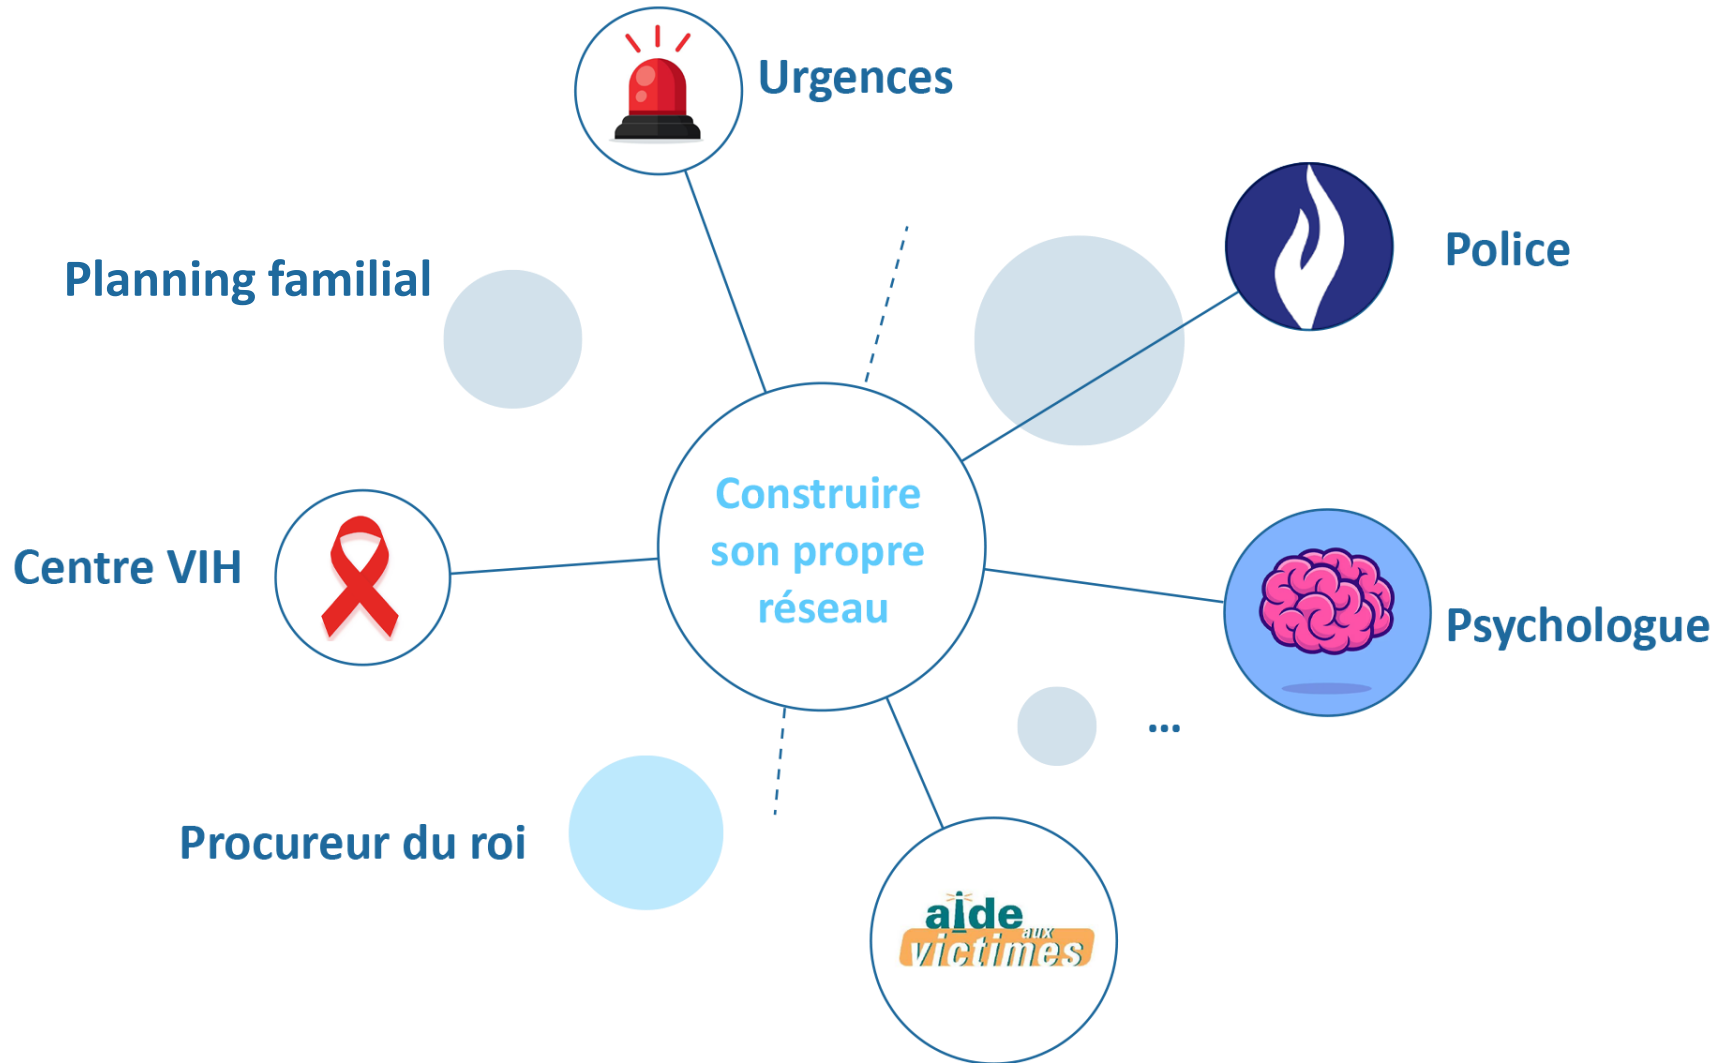 Urgences
Police
Planning familial
Construire
son propre
réseau
Centre VIH
Psychologue
...
Procureur du roi
aide
aux
victimes